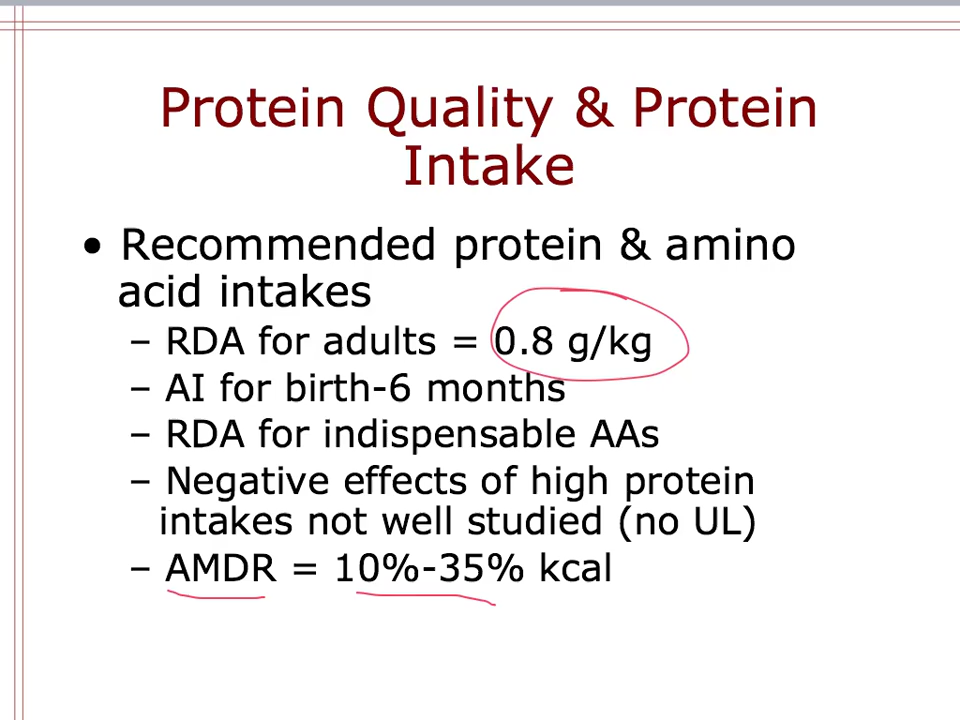 Protein Quality & Protein
Intake
• Recommended protein & amino
acid intakes
– RDA for adults = 0.8 g/kg
– AI for birth-6 months
– RDA for indispensable AAs
– Negative effects of high protein
intakes not well studied (no UL)
– AMDR = 10%-35% kcal